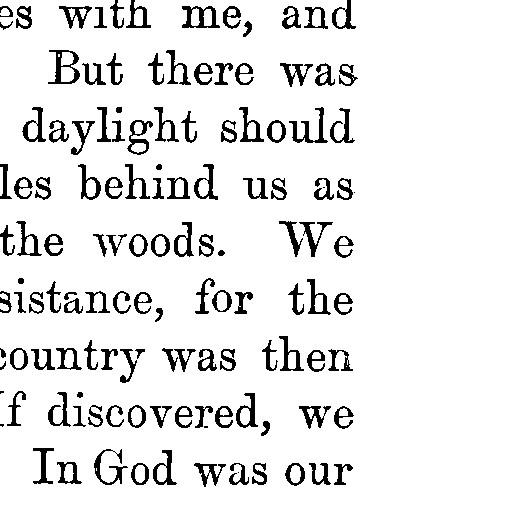 es with me, and
But there was
daylight should
les behind us as
the woods. We
sistance, for the
country was then
If discovered, we
In God was our